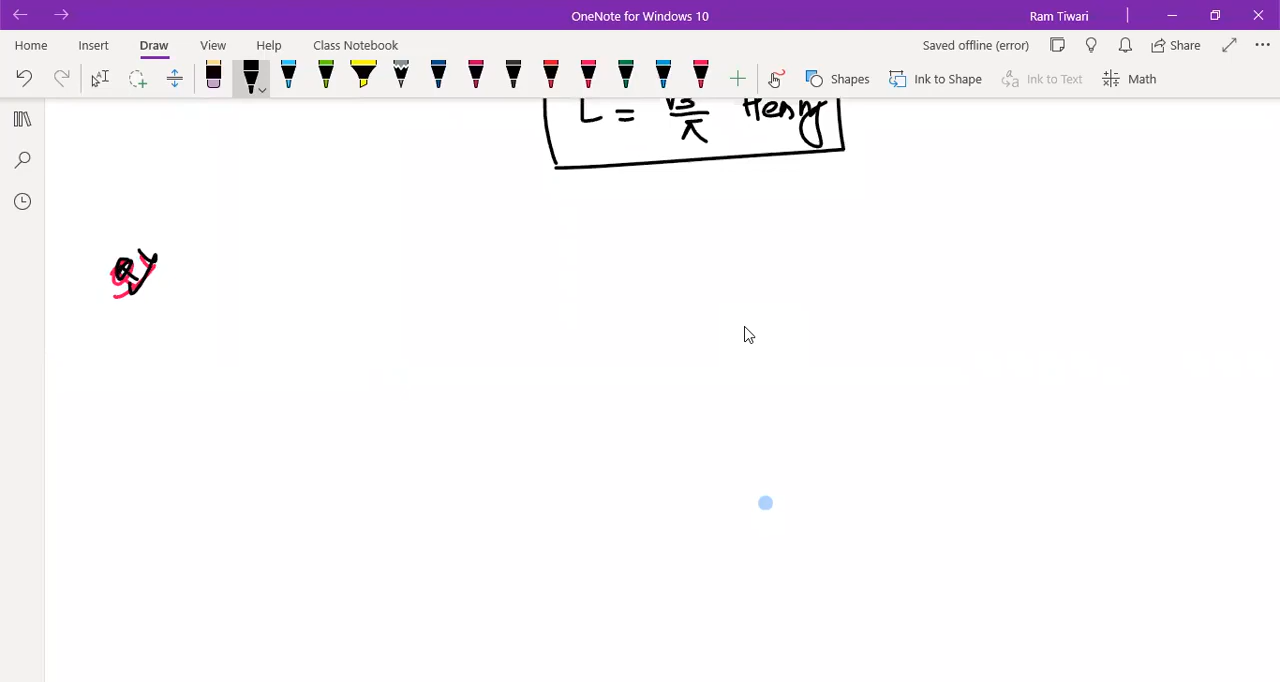 OneNote for Windows 10
Ram Tiwari
Home Insert Draw View Help Class Notebook
Saved offline (error) Share
Shapes Ink to Shape Ink to Text Math
L = √3/π Henry
Q